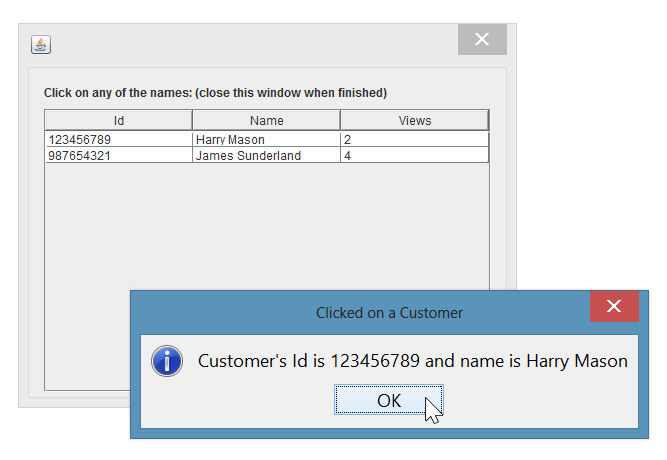 Click on any of the names: (close this window when finished)
Id Name Views
123456789 Harry Mason 2
987654321 James Sunderland 4
Clicked on a Customer
Customer's Id is 123456789 and name is Harry Mason
OK